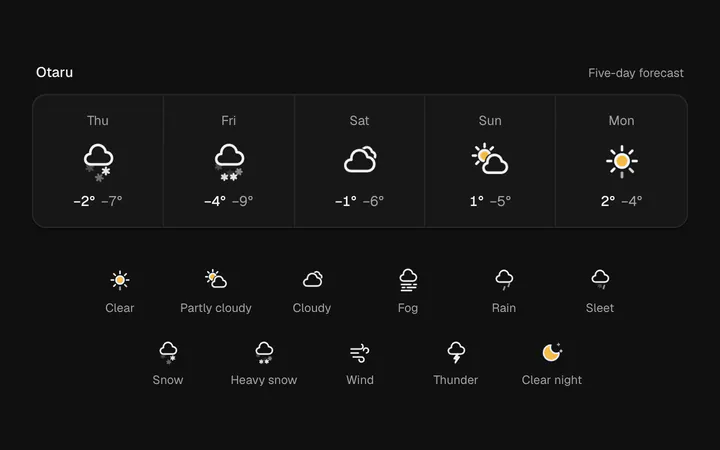 Otaru
Five-day forecast
Thu
Fri
Sat
Sun
Mon
−2° −7°
−4° −9°
−1° −6°
1° −5°
2° −4°
Clear
Partly cloudy
Cloudy
Fog
Rain
Sleet
Snow
Heavy snow
Wind
Thunder
Clear night